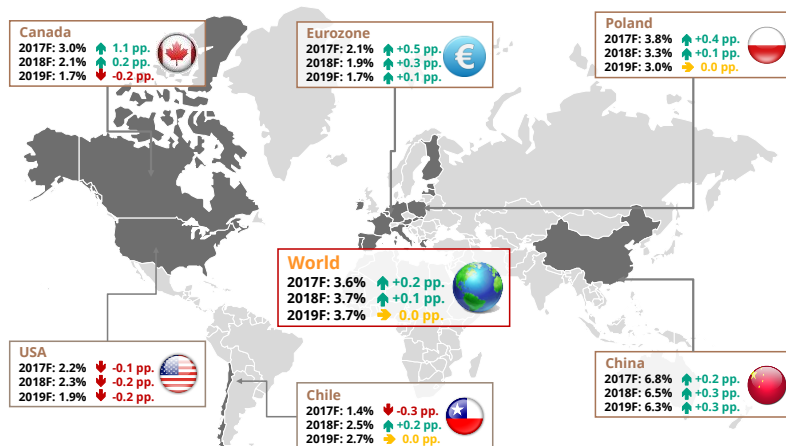 Canada
2017F: 3.0% 1.1 pp.
2018F: 2.1% 0.2 pp.
2019F: 1.7% -0.2 pp.
Eurozone
2017F: 2.1% +0.5 pp.
2018F: 1.9% +0.3 pp.
2019F: 1.7% +0.1 pp.
€
Poland
2017F: 3.8% +0.4 pp.
2018F: 3.3% +0.1 pp.
2019F: 3.0% 0.0 pp.
World
2017F: 3.6% +0.2 pp.
2018F: 3.7% +0.1 pp.
2019F: 3.7% 0.0 pp.
USA
2017F: 2.2% -0.1 pp.
2018F: 2.3% -0.2 pp.
2019F: 1.9% -0.2 pp.
Chile
2017F: 1.4% -0.3 pp.
2018F: 2.5% +0.2 pp.
2019F: 2.7% 0.0 pp.
China
2017F: 6.8% +0.2 pp.
2018F: 6.5% +0.3 pp.
2019F: 6.3% +0.3 pp.